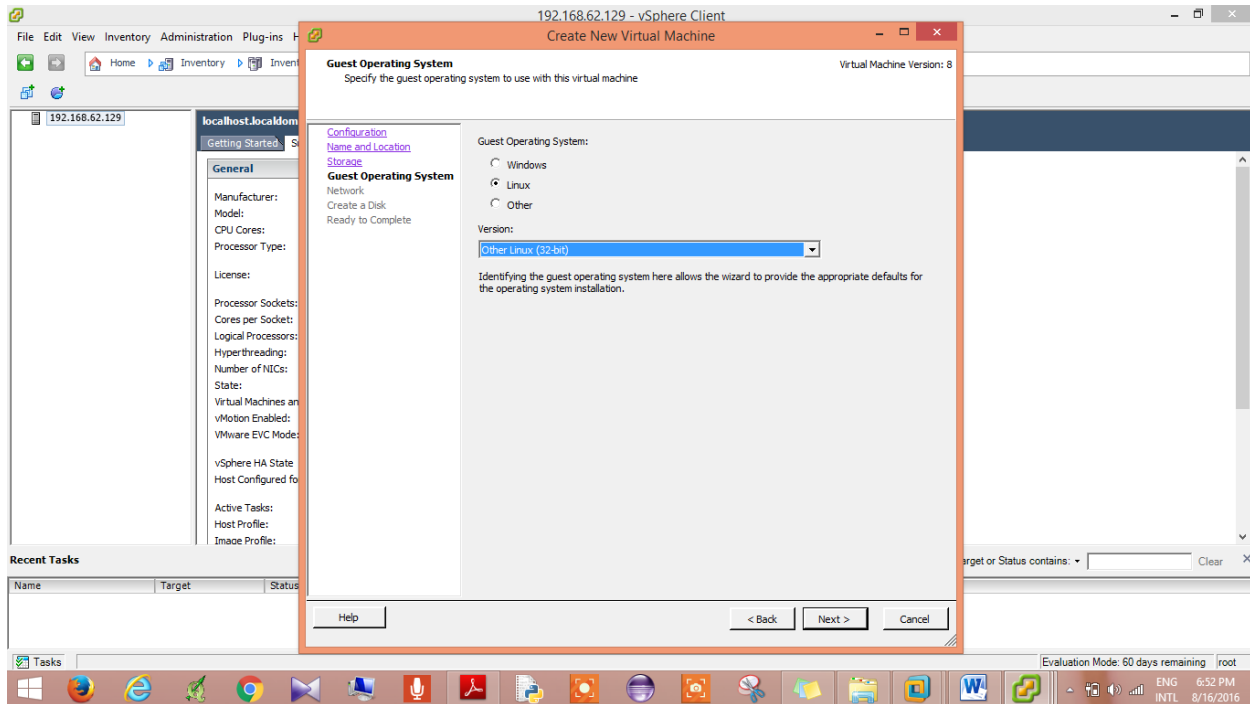 192.168.62.129 - vSphere Client
File Edit View Inventory Administration Plug-ins H
Create New Virtual Machine
Home Inventory Invent
Guest Operating System
Specify the guest operating system to use with this virtual machine
Virtual Machine Version: 8
192.168.62.129
localhost.localdom
Getting Started S
General
Manufacturer:
Model:
CPU Cores:
Processor Type:
License:
Processor Sockets:
Cores per Socket:
Logical Processors:
Hyperthreading:
Number of NICs:
State:
Virtual Machines an
vMotion Enabled:
VMware EVC Mode:
vSphere HA State
Host Configured fo
Active Tasks:
Host Profile:
Image Profile:
Configuration
Name and Location
Storage
Guest Operating System
Network
Create a Disk
Ready to Complete
Guest Operating System:
Windows
Linux
Other
Version:
Other Linux (32-bit)
Identifying the guest operating system here allows the wizard to provide the appropriate defaults for
the operating system installation.
Help
< Back Next > Cancel
Recent Tasks
arget or Status contains: Clear
Name Target Status
Tasks
Evaluation Mode: 60 days remaining root
ENG 6:52 PM
INTL 8/16/2016